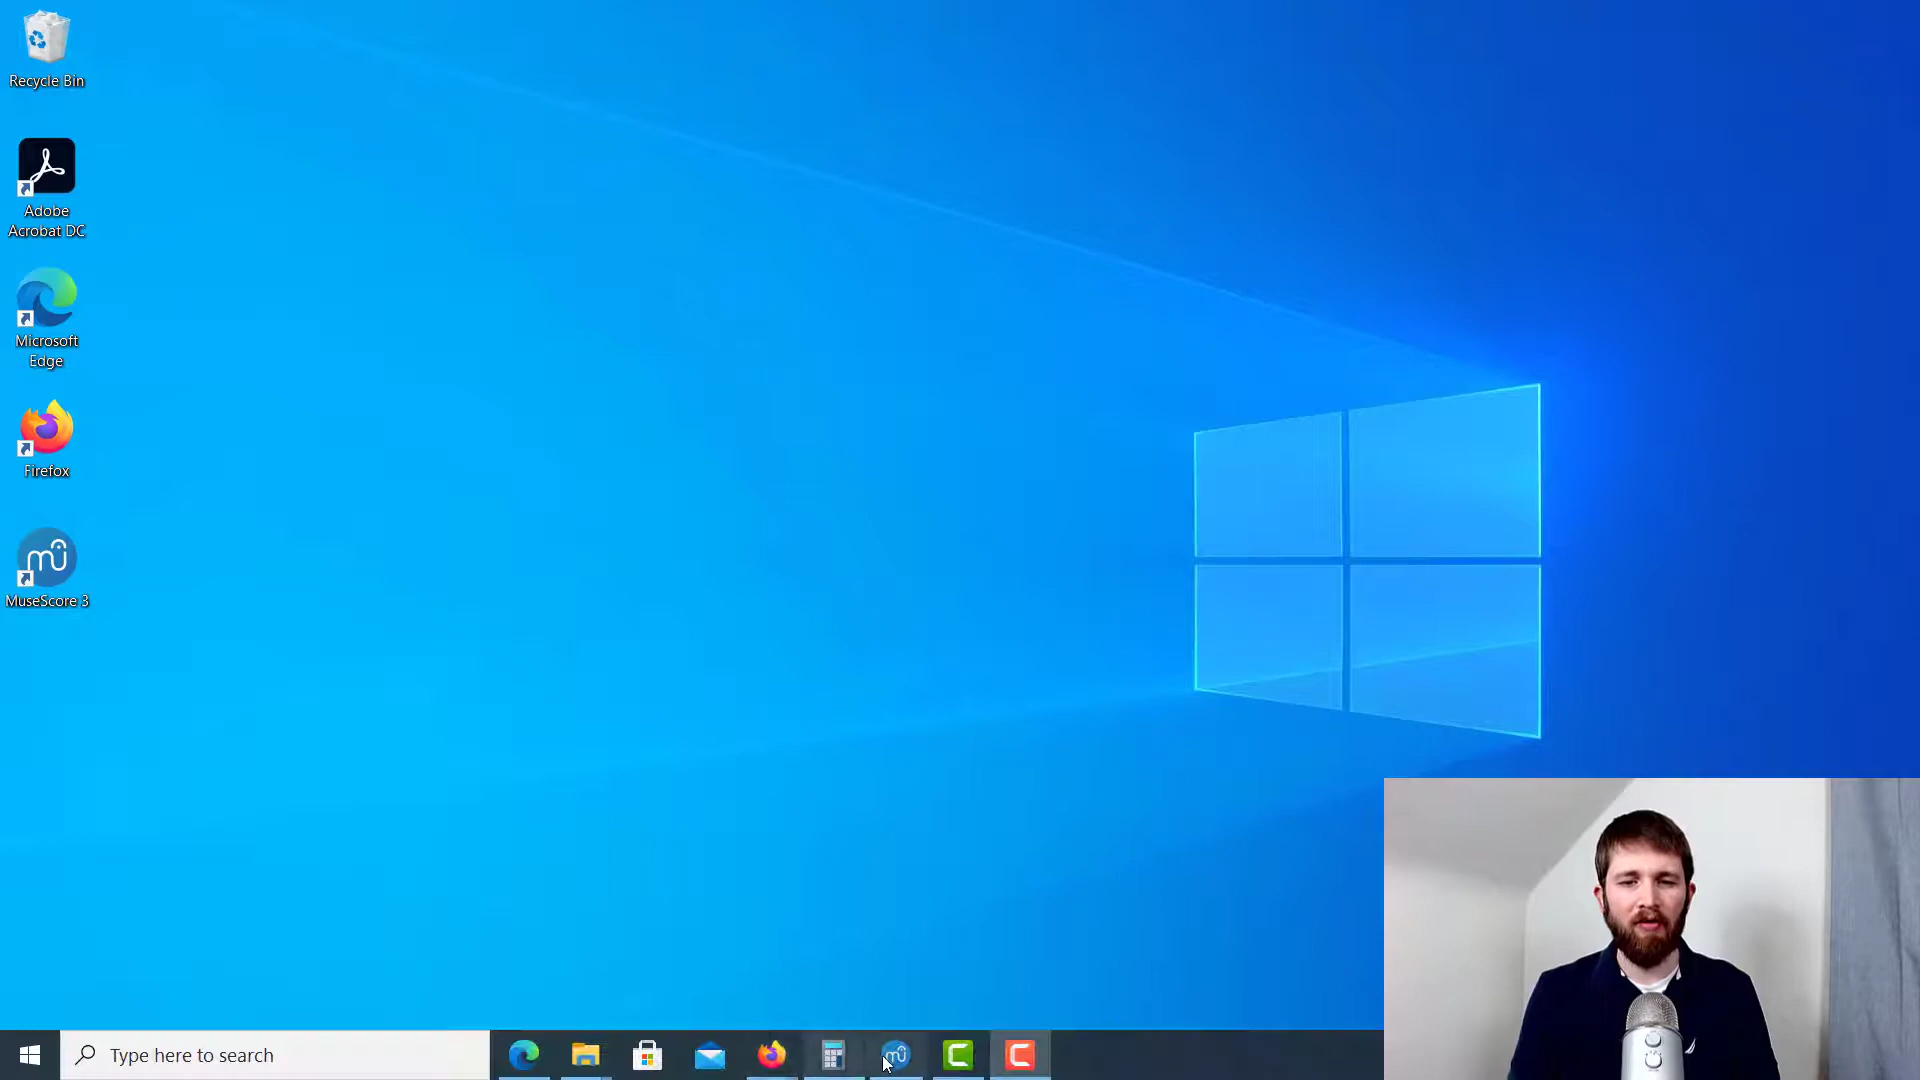 Recycle Bin
Adobe
Acrobat DC
Microsoft
Edge
Firefox
MuseScore 3
Type here to search